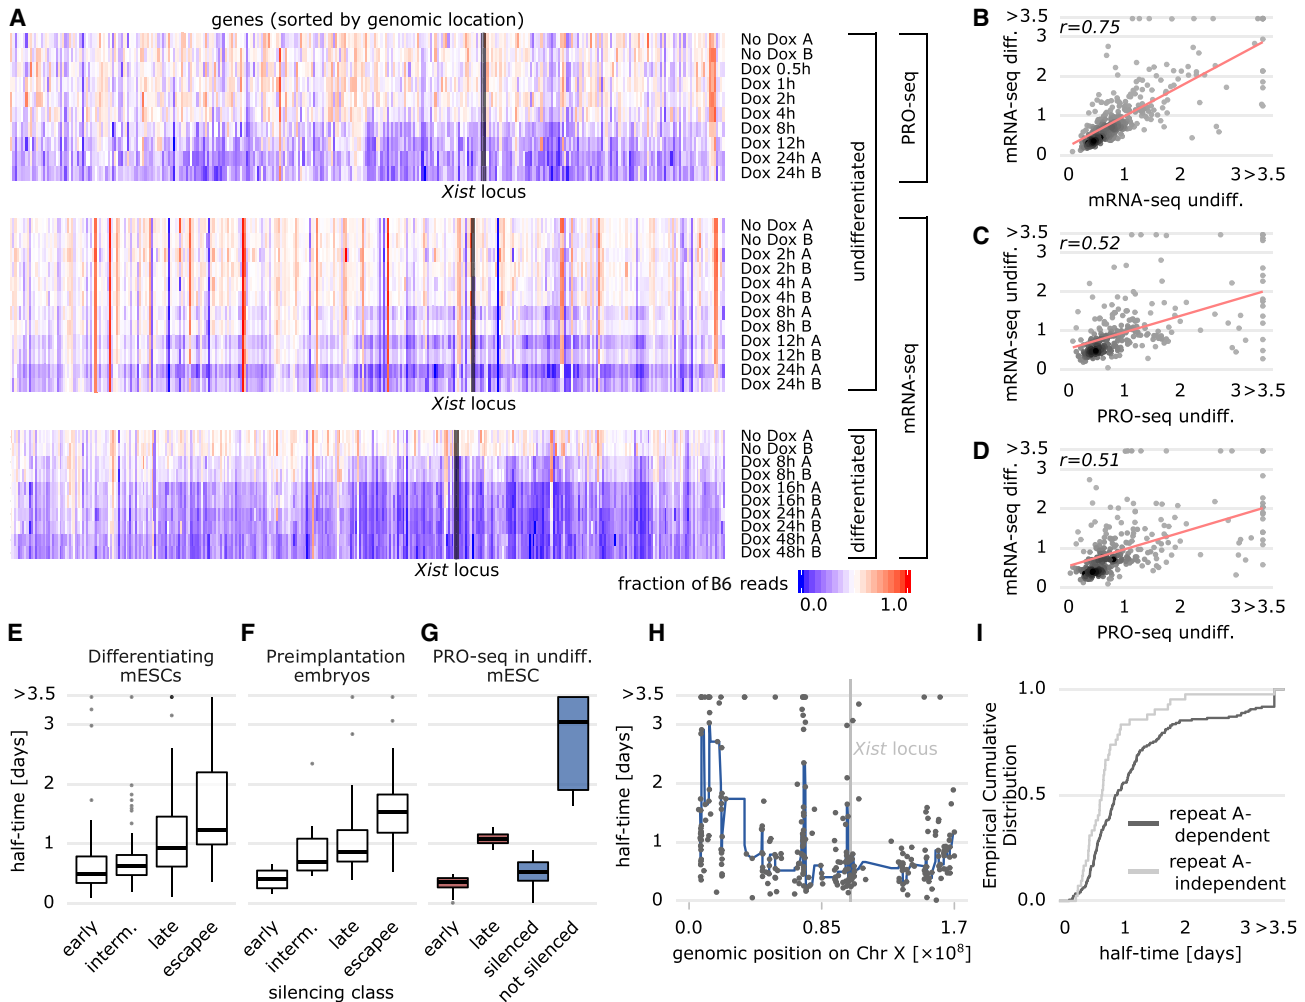 A
genes (sorted by genomic location)
No Dox A
No Dox B
Dox 0.5h
Dox 1h
Dox 2h
Dox 4h
Dox 8h
Dox 12h
Dox 24h A
Dox 24h B
Xist locus
No Dox A
No Dox B
Dox 2h A
Dox 2h B
Dox 4h A
Dox 4h B
Dox 8h A
Dox 8h B
Dox 12h A
Dox 12h B
Dox 24h A
Dox 24h B
Xist locus
No Dox A
No Dox B
Dox 8h A
Dox 8h B
Dox 16h A
Dox 16h B
Dox 24h A
Dox 24h B
Dox 48h A
Dox 48h B
Xist locus
undifferentiated
differentiated
PRO-seq
mRNA-seq
fraction of B6 reads
0.0 1.0
B
r=0.75
>3.5
3
2
1
0
mRNA-seq diff.
0 1 2 3 >3.5
mRNA-seq undiff.
C
r=0.52
>3.5
3
2
1
0
mRNA-seq undiff.
0 1 2 3 >3.5
PRO-seq undiff.
D
r=0.51
>3.5
3
2
1
0
mRNA-seq diff.
0 1 2 3 >3.5
PRO-seq undiff.
E
Differentiating
mESCs
half-time [days]
>3.5
3
2
1
0
early
interm.
late
escapee
F
Preimplantation
embryos
early
interm.
late
escapee
silencing class
G
PRO-seq in undiff.
mESC
early
late
silenced
not silenced
H
half-time [days]
>3.5
3
2
1
0
Xist locus
0.0 0.85 1.7
genomic position on Chr X [×10⁸]
I
Empirical Cumulative
Distribution
1.0
0.5
0
repeat A-
dependent
repeat A-
independent
0 1 2 3 >3.5
half-time [days]